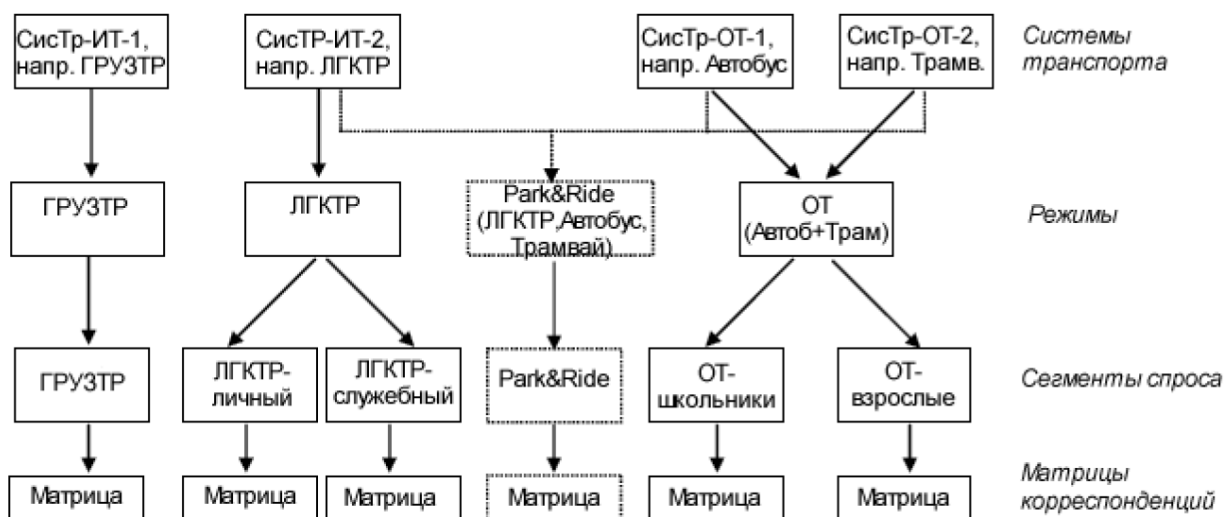 СисТр-ИТ-1,
напр. ГРУЗТР
СисТР-ИТ-2,
напр. ЛГКТР
СисТр-ОТ-1,
напр. Автобус
СисТр-ОТ-2,
напр. Трамв.
Системы
транспорта
ГРУЗТР
ЛГКТР
Park&Ride
(ЛГКТР,Автобус,
Трамвай)
ОТ
(Автоб+Трам)
Режимы
ГРУЗТР
ЛГКТР-
личный
ЛГКТР-
служебный
Park&Ride
ОТ-
школьники
ОТ-
взрослые
Сегменты спроса
Матрица
Матрица
Матрица
Матрица
Матрица
Матрица
Матрицы
корреспонденций